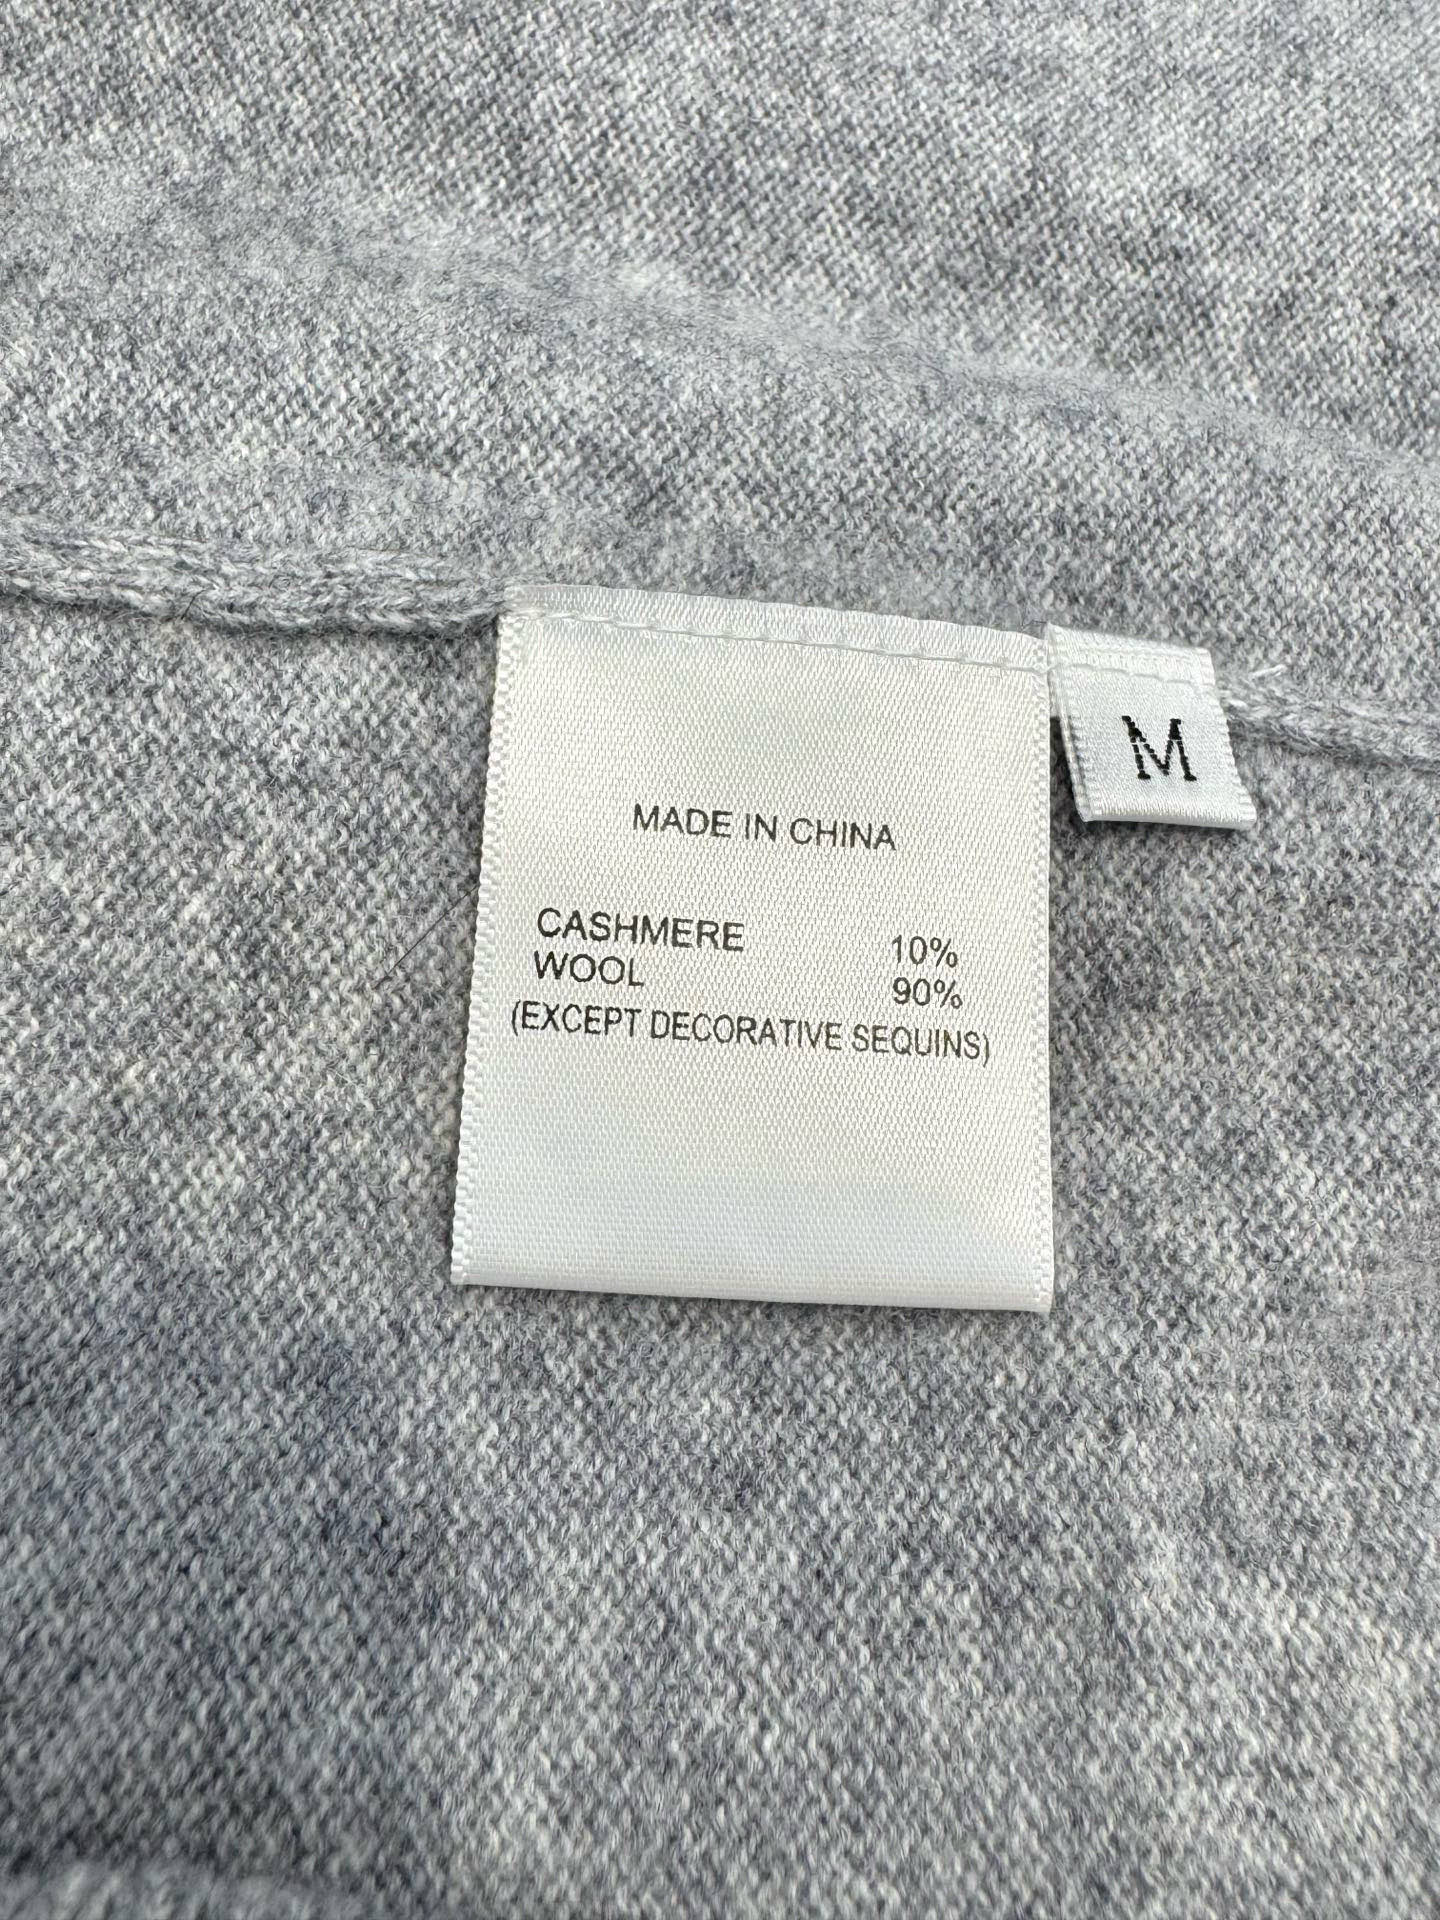 MADE IN CHINA
M
CASHMERE 10%
WOOL 90%
(EXCEPT DECORATIVE SEQUINS)